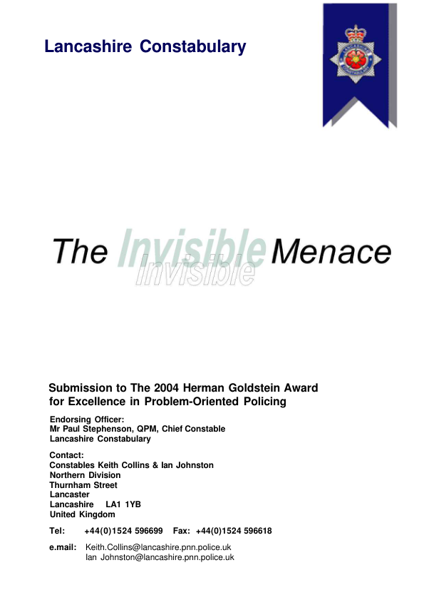 Lancashire Constabulary
The Invisible Menace
Invisible
Submission to The 2004 Herman Goldstein Award
for Excellence in Problem-Oriented Policing
Endorsing Officer:
Mr Paul Stephenson, QPM, Chief Constable
Lancashire Constabulary
Contact:
Constables Keith Collins & Ian Johnston
Northern Division
Thurnham Street
Lancaster
Lancashire LA1 1YB
United Kingdom
Tel: +44(0)1524 596699 Fax: +44(0)1524 596618
e.mail: Keith.Collins@lancashire.pnn.police.uk
Ian Johnston@lancashire.pnn.police.uk